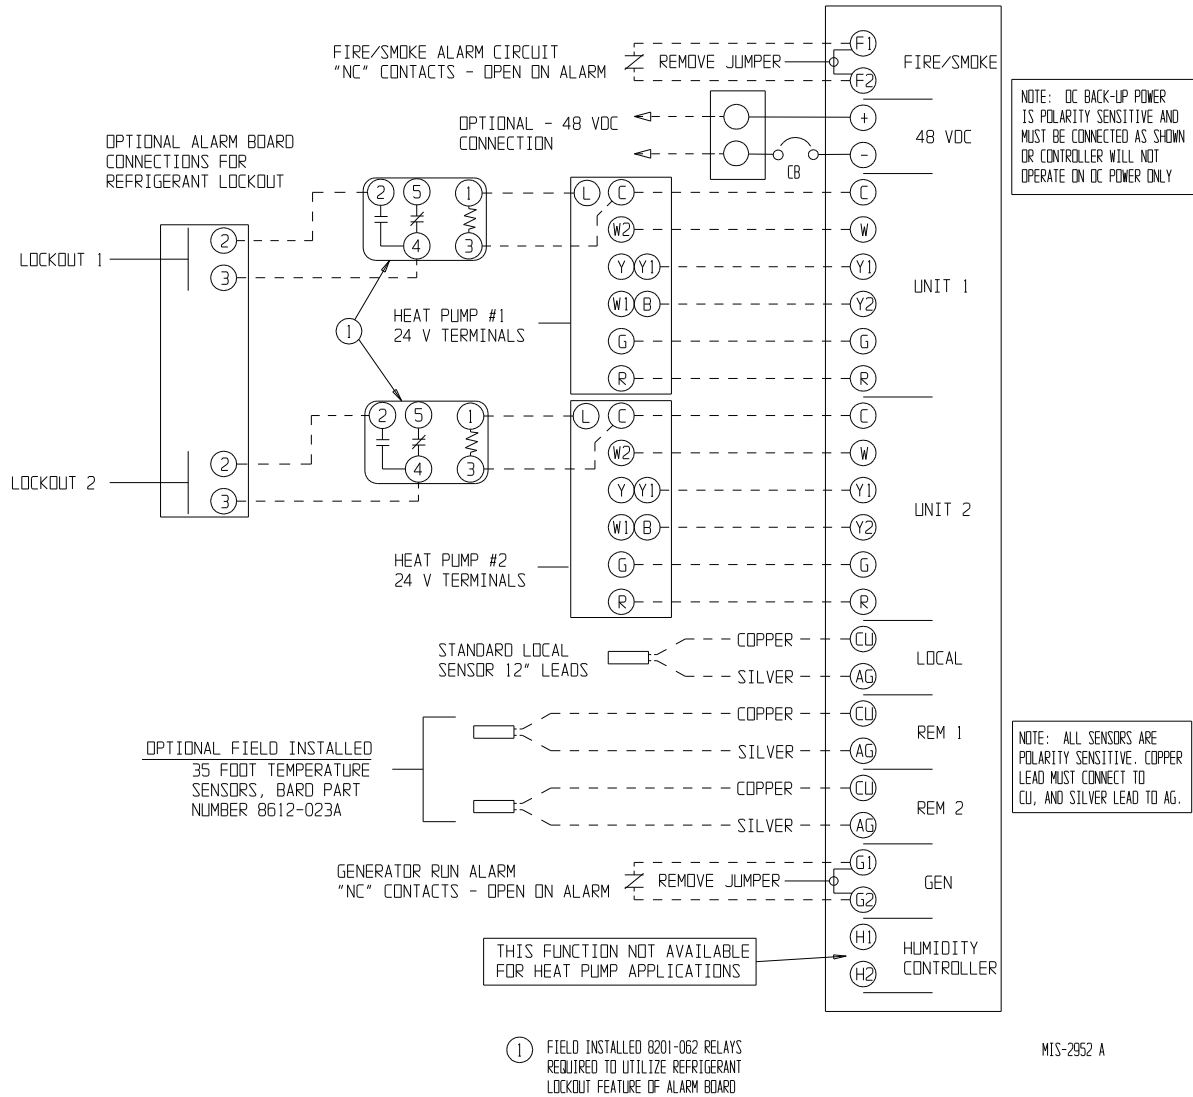 FIRE/SMOKE ALARM CIRCUIT
"NC" CONTACTS - OPEN ON ALARM
REMOVE JUMPER
F1
F2
FIRE/SMOKE
OPTIONAL - 48 VDC
CONNECTION
CB
+
-
48 VDC
NOTE: DC BACK-UP POWER
IS POLARITY SENSITIVE AND
MUST BE CONNECTED AS SHOWN
OR CONTROLLER WILL NOT
OPERATE ON DC POWER ONLY
OPTIONAL ALARM BOARD
CONNECTIONS FOR
REFRIGERANT LOCKOUT
LOCKOUT 1
2
3
2
5
1
4
3
1
HEAT PUMP #1
24 V TERMINALS
L
C
W2
Y
Y1
W1
B
G
R
C
W
Y1
Y2
G
R
UNIT 1
LOCKOUT 2
2
3
2
5
1
4
3
HEAT PUMP #2
24 V TERMINALS
L
C
W2
Y
Y1
W1
B
G
R
C
W
Y1
Y2
G
R
UNIT 2
STANDARD LOCAL
SENSOR 12" LEADS
COPPER
SILVER
CU
AG
LOCAL
OPTIONAL FIELD INSTALLED
35 FOOT TEMPERATURE
SENSORS, BARD PART
NUMBER 8612-023A
COPPER
SILVER
CU
AG
REM 1
COPPER
SILVER
CU
AG
REM 2
NOTE: ALL SENSORS ARE
POLARITY SENSITIVE. COPPER
LEAD MUST CONNECT TO
CU, AND SILVER LEAD TO AG.
GENERATOR RUN ALARM
"NC" CONTACTS - OPEN ON ALARM
REMOVE JUMPER
G1
G2
GEN
THIS FUNCTION NOT AVAILABLE
FOR HEAT PUMP APPLICATIONS
H1
H2
HUMIDITY
CONTROLLER
1
FIELD INSTALLED 8201-062 RELAYS
REQUIRED TO UTILIZE REFRIGERANT
LOCKOUT FEATURE OF ALARM BOARD
MIS-2952 A